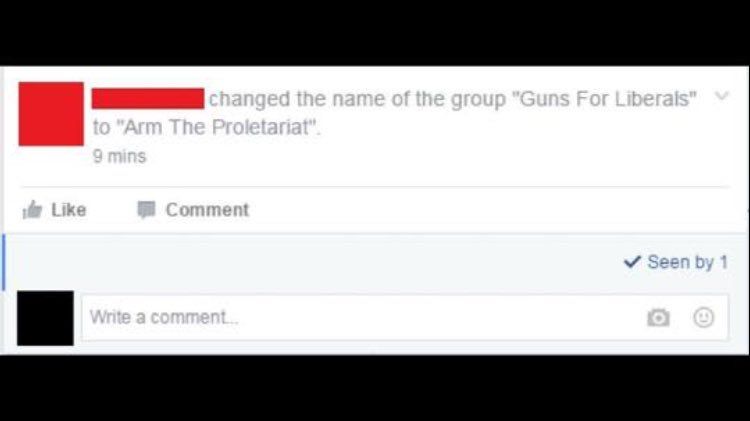 changed the name of the group "Guns For Liberals"
to "Arm The Proletariat".
9 mins
Like Comment
Seen by 1
Write a comment...